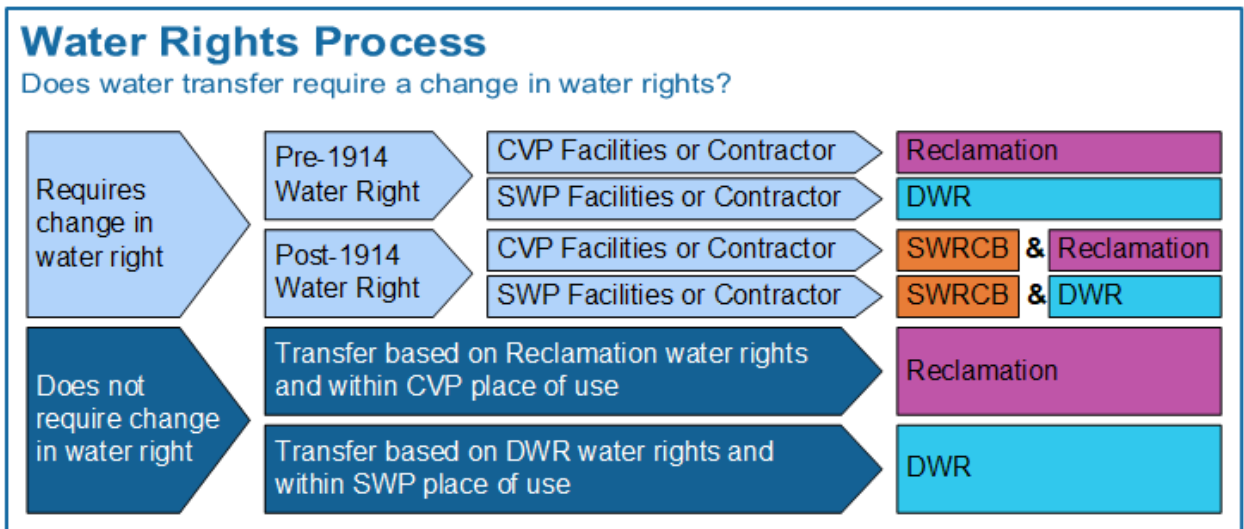 Water Rights Process
Does water transfer require a change in water rights?
Requires
change in
water right
Pre-1914
Water Right
CVP Facilities or Contractor
Reclamation
SWP Facilities or Contractor
DWR
Post-1914
Water Right
CVP Facilities or Contractor
SWRCB & Reclamation
SWP Facilities or Contractor
SWRCB & DWR
Does not
require change
in water right
Transfer based on Reclamation water rights
and within CVP place of use
Reclamation
Transfer based on DWR water rights and
within SWP place of use
DWR